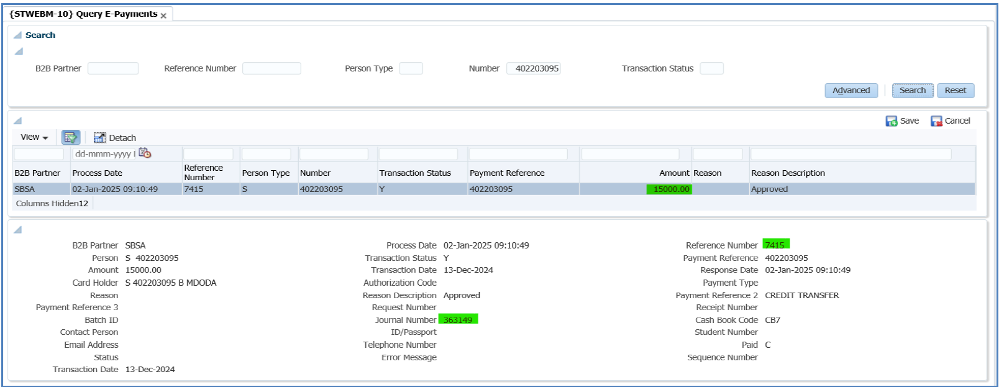 {STWEBM-10} Query E-Payments ×
Search
B2B Partner Reference Number Person Type Number 402203095 Transaction Status
Advanced Search Reset
Save Cancel
View Detach
dd-mmm-yyyy
B2B Partner Process Date Reference Number Person Type Number Transaction Status Payment Reference Amount Reason Reason Description
SBSA 02-Jan-2025 09:10:49 7415 S 402203095 Y 402203095 15000.00 Approved
Columns Hidden12
B2B Partner SBSA Process Date 02-Jan-2025 09:10:49 Reference Number 7415
Person S 402203095 Transaction Status Y Payment Reference 402203095
Amount 15000.00 Transaction Date 13-Dec-2024 Response Date 02-Jan-2025 09:10:49
Card Holder S 402203095 B MDODA Authorization Code Payment Type
Reason Reason Description Approved Payment Reference 2 CREDIT TRANSFER
Payment Reference 3 Request Number Receipt Number
Batch ID Journal Number 363149 Cash Book Code CB7
Contact Person ID/Passport Student Number
Email Address Telephone Number Paid C
Status Error Message Sequence Number
Transaction Date 13-Dec-2024